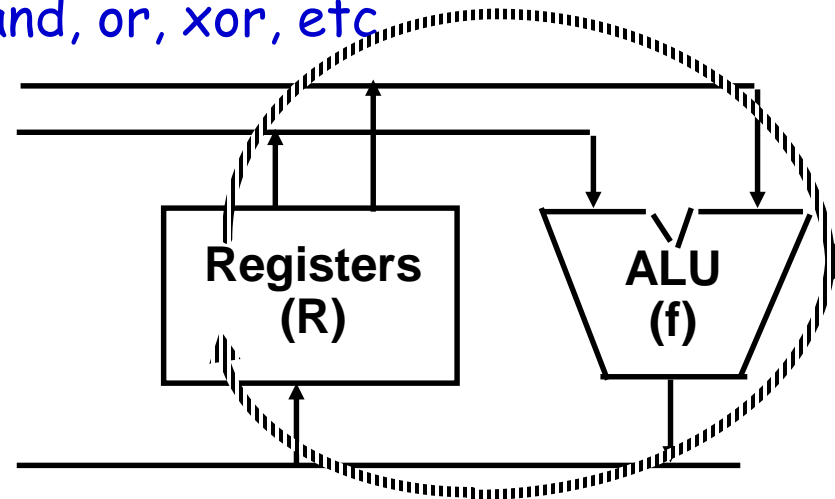 and, or, xor, etc
Registers
(R)
ALU
(f)